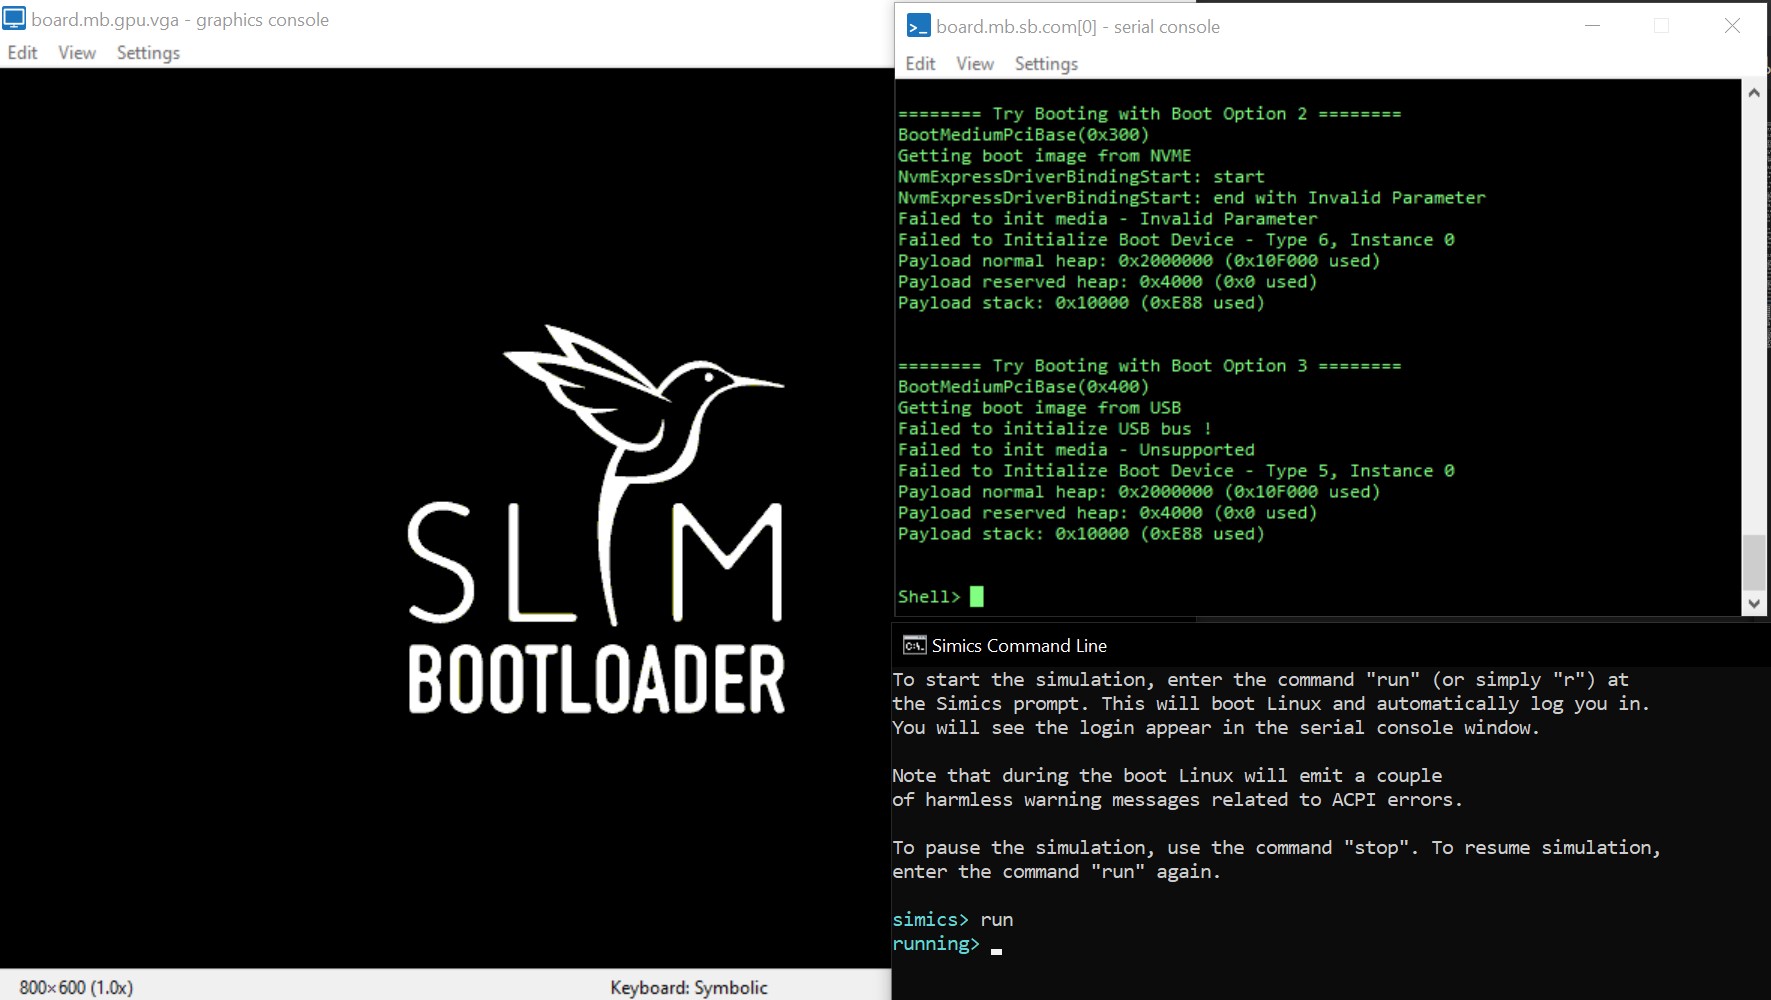 board.mb.gpu.vga - graphics console
Edit View Settings
SLIM
BOOTLOADER
800×600 (1.0x) Keyboard: Symbolic
board.mb.sb.com[0] - serial console
Edit View Settings
======== Try Booting with Boot Option 2 ========
BootMediumPciBase(0x300)
Getting boot image from NVME
NvmExpressDriverBindingStart: start
NvmExpressDriverBindingStart: end with Invalid Parameter
Failed to init media - Invalid Parameter
Failed to Initialize Boot Device - Type 6, Instance 0
Payload normal heap: 0x2000000 (0x10F000 used)
Payload reserved heap: 0x4000 (0x0 used)
Payload stack: 0x10000 (0xE88 used)
======== Try Booting with Boot Option 3 ========
BootMediumPciBase(0x400)
Getting boot image from USB
Failed to initialize USB bus !
Failed to init media - Unsupported
Failed to Initialize Boot Device - Type 5, Instance 0
Payload normal heap: 0x2000000 (0x10F000 used)
Payload reserved heap: 0x4000 (0x0 used)
Payload stack: 0x10000 (0xE88 used)
Shell>
Simics Command Line
To start the simulation, enter the command "run" (or simply "r") at
the Simics prompt. This will boot Linux and automatically log you in.
You will see the login appear in the serial console window.
Note that during the boot Linux will emit a couple
of harmless warning messages related to ACPI errors.
To pause the simulation, use the command "stop". To resume simulation,
enter the command "run" again.
simics> run
running>